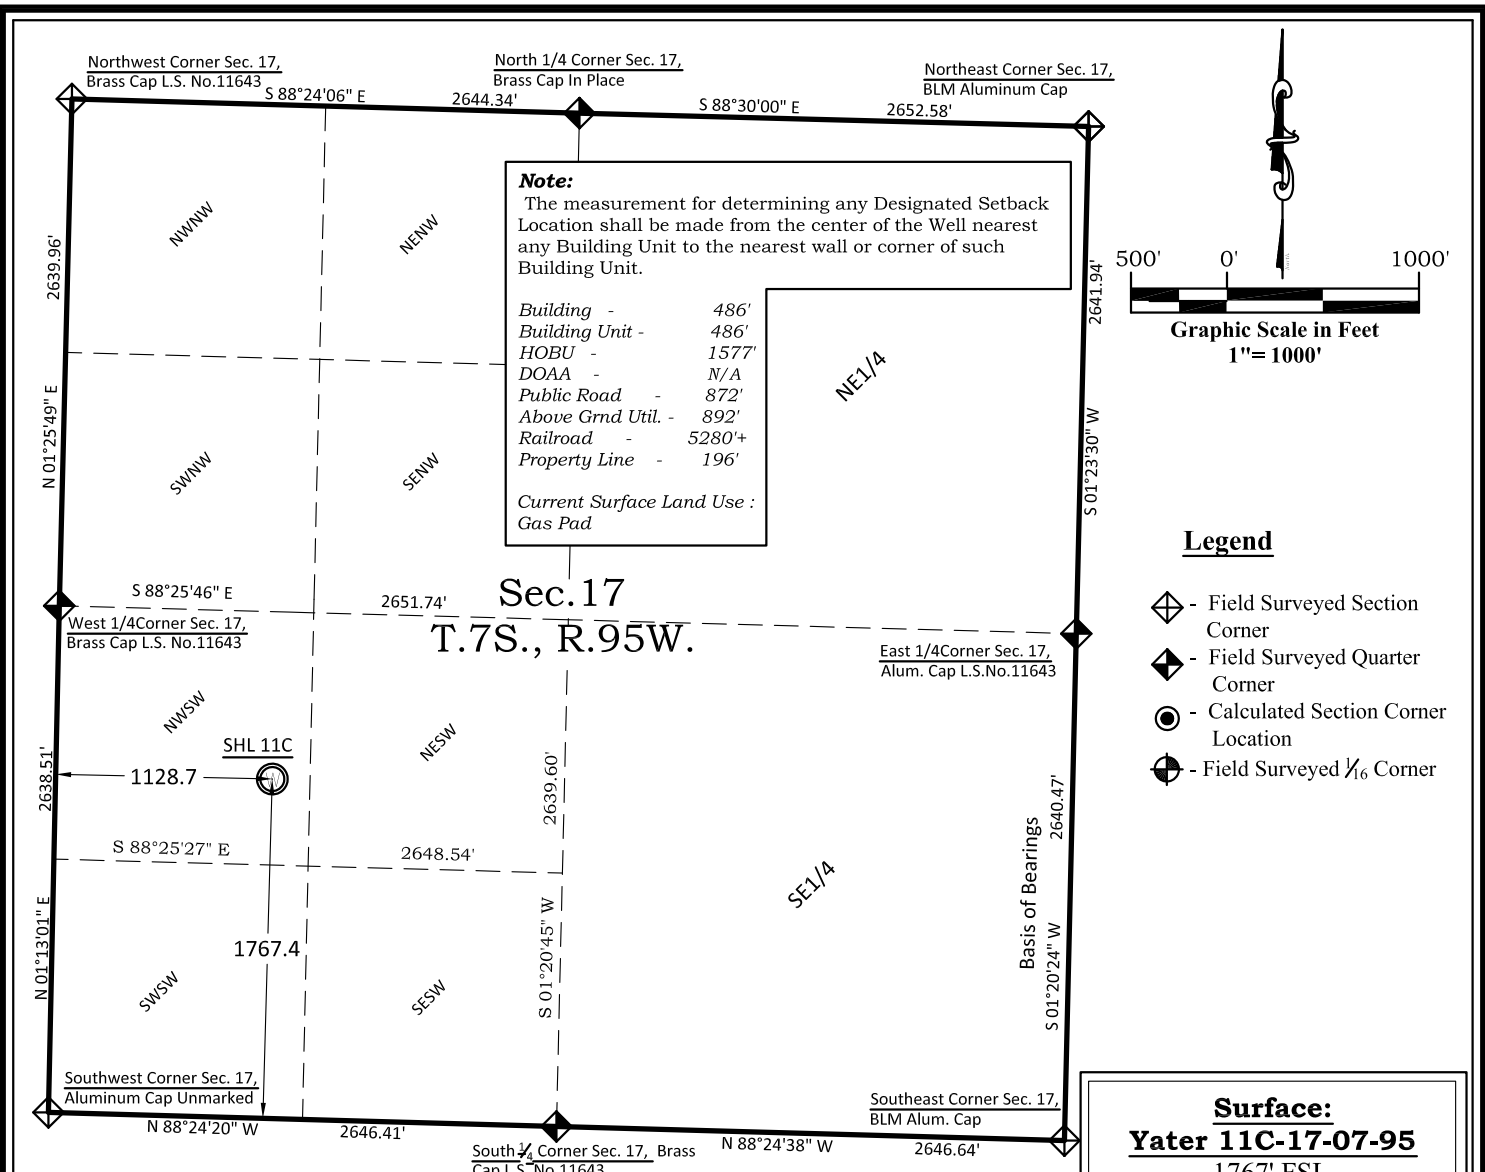 Northwest Corner Sec. 17,
Brass Cap L.S. No.11643
North 1/4 Corner Sec. 17,
Brass Cap In Place
Northeast Corner Sec. 17,
BLM Aluminum Cap
S 88°24'06" E
2644.34'
S 88°30'00" E
2652.58'
Note:
The measurement for determining any Designated Setback
Location shall be made from the center of the Well nearest
any Building Unit to the nearest wall or corner of such
Building Unit.
Building - 486'
Building Unit - 486'
HOBU - 1577'
DOAA - N/A
Public Road - 872'
Above Grnd Util. - 892'
Railroad - 5280'+
Property Line - 196'
Current Surface Land Use :
Gas Pad
NWNW
NENW
2639.96'
N 01°25'49" E
SWNW
SENW
NE1/4
2641.94'
S 01°23'30" W
500' 0' 1000'
Graphic Scale in Feet
1"= 1000'
Legend
- Field Surveyed Section
Corner
- Field Surveyed Quarter
Corner
- Calculated Section Corner
Location
- Field Surveyed 1/16 Corner
S 88°25'46" E
2651.74'
Sec.17
T.7S., R.95W.
West 1/4Corner Sec. 17,
Brass Cap L.S. No.11643
East 1/4Corner Sec. 17,
Alum. Cap L.S.No.11643
NWSW
NESW
SHL 11C
1128.7
2638.51'
2639.60'
2640.47'
S 88°25'27" E
2648.54'
SE1/4
Basis of Bearings
N 01°13'01" E
1767.4
S 01°20'45" W
S 01°20'24" W
SWSW
SESW
Southwest Corner Sec. 17,
Aluminum Cap Unmarked
Southeast Corner Sec. 17,
BLM Alum. Cap
N 88°24'20" W
2646.41'
South 1/4 Corner Sec. 17, Brass
Cap L.S. No.11643
N 88°24'38" W
2646.64'
Surface:
Yater 11C-17-07-95
1767' FSL